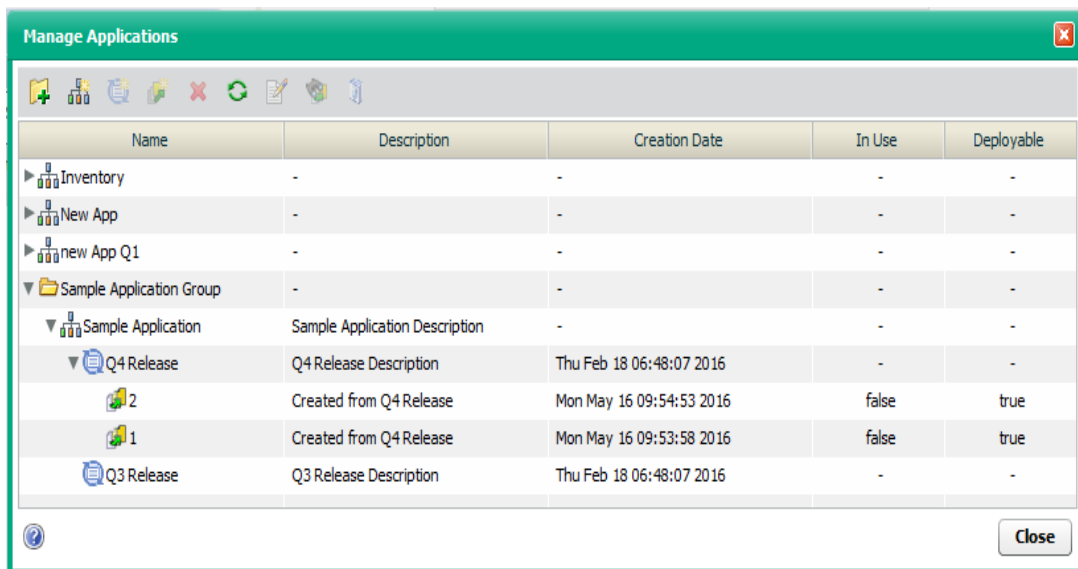 Manage Applications
Name Description Creation Date In Use Deployable
Inventory - - - -
New App - - - -
new App Q1 - - - -
Sample Application Group - - - -
Sample Application Sample Application Description - - -
Q4 Release Q4 Release Description Thu Feb 18 06:48:07 2016 - -
2 Created from Q4 Release Mon May 16 09:54:53 2016 false true
1 Created from Q4 Release Mon May 16 09:53:58 2016 false true
Q3 Release Q3 Release Description Thu Feb 18 06:48:07 2016 - -
Close